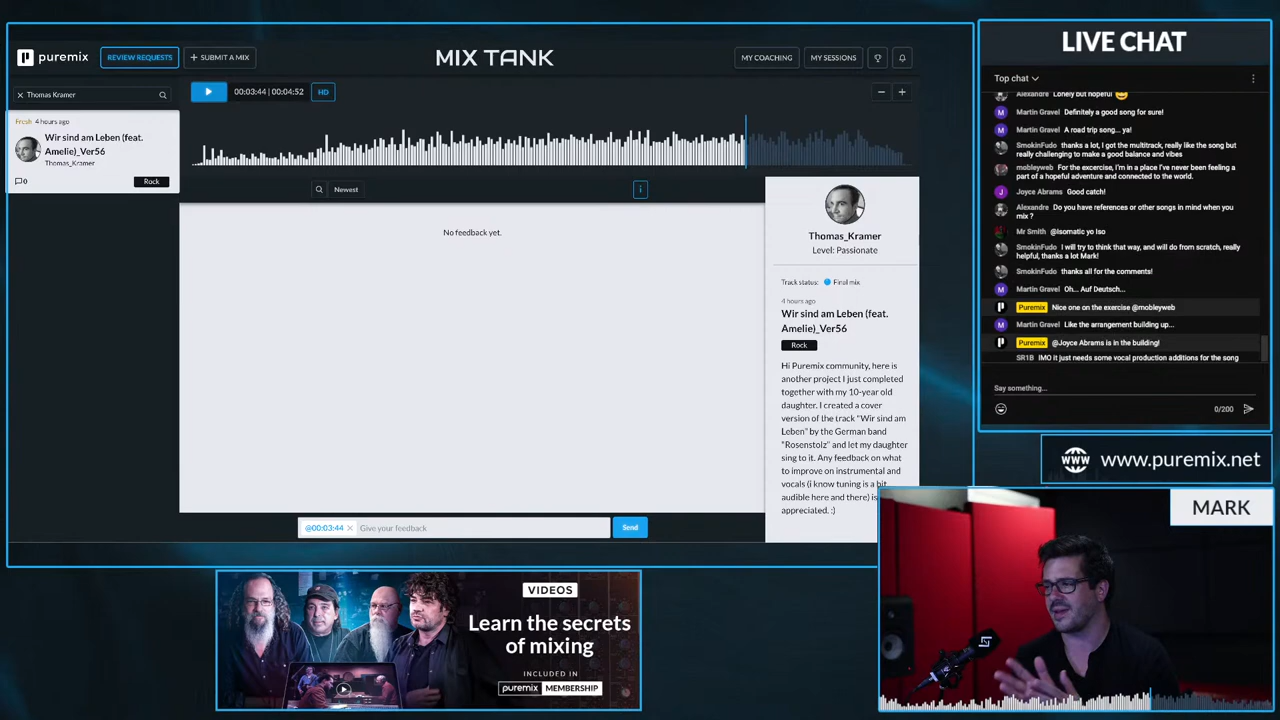 puremix
REVIEW REQUESTS
+ SUBMIT A MIX
MIX TANK
MY COACHING
MY SESSIONS
Thomas Kramer
00:03:44 | 00:04:52
HD
Fresh 4 hours ago
Wir sind am Leben (feat.
Amelie)_Ver56
Thomas_Kramer
0
Rock
Newest
No feedback yet.
Thomas_Kramer
Level: Passionate
Track status: Final mix
4 hours ago
Wir sind am Leben (feat.
Amelie)_Ver56
Rock
Hi Puremix community, here is
another project I just completed
together with my 10-year old
daughter. I created a cover
version of the track "Wir sind am
Leben" by the German band
"Rosenstolz" and let my daughter
sing to it. Any feedback on what
to improve on instrumental and
vocals (i know tuning is a bit
audible here and there) is
appreciated. :)
@00:03:44 Give your feedback
Send
LIVE CHAT
Top chat
Alexandre Lonely but hopeful
Martin Gravel Definitely a good song for sure!
Martin Gravel A road trip song... ya!
SmokinFudo thanks a lot, I got the multitrack, really like the song but
really challenging to make a good balance and vibes
mobleyweb For the excercise, I'm in a place I've never been feeling a
part of a hopeful adventure and connected to the world.
Joyce Abrams Good catch!
Alexandre Do you have references or other songs in mind when you
mix ?
Mr Smith @Isomatic yo Iso
SmokinFudo I will try to think that way, and will do from scratch, really
helpful, thanks a lot Mark!
SmokinFudo thanks all for the comments!
Martin Gravel Oh... Auf Deutsch...
Puremix Nice one on the exercise @mobleyweb
Martin Gravel Like the arrangement building up...
Puremix @Joyce Abrams is in the building!
SR1B IMO it just needs some vocal production additions for the song
Say something...
0/200
WWW www.puremix.net
MARK
VIDEOS
Learn the secrets
of mixing
INCLUDED IN
puremix MEMBERSHIP